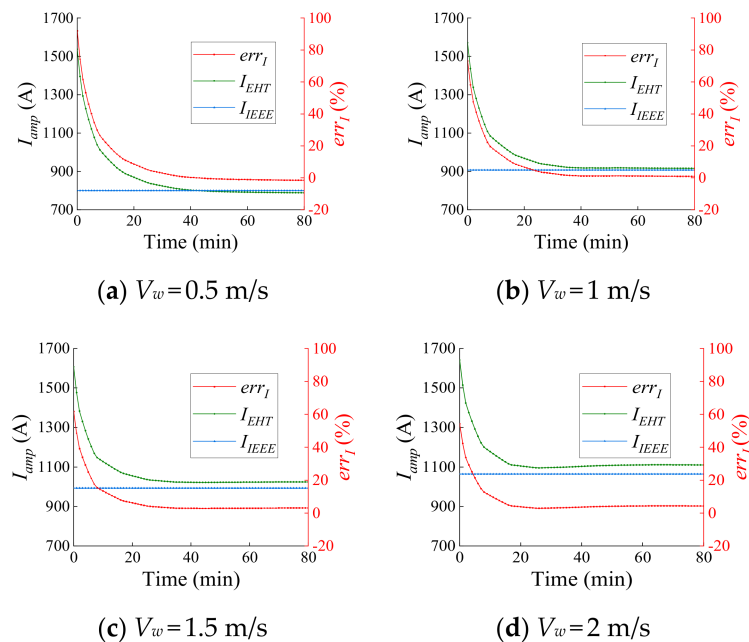 1700
1500
1300
1100
900
700
I_amp (A)
100
80
60
40
20
0
-20
err_I (%)
err_I
I_EHT
I_IEEE
0 20 40 60 80
Time (min)
(a) V_w = 0.5 m/s
1700
1500
1300
1100
900
700
I_amp (A)
100
80
60
40
20
0
-20
err_I (%)
err_I
I_EHT
I_IEEE
0 20 40 60 80
Time (min)
(b) V_w = 1 m/s
1700
1500
1300
1100
900
700
I_amp (A)
100
80
60
40
20
0
-20
err_I (%)
err_I
I_EHT
I_IEEE
0 20 40 60 80
Time (min)
(c) V_w = 1.5 m/s
1700
1500
1300
1100
900
700
I_amp (A)
100
80
60
40
20
0
-20
err_I (%)
err_I
I_EHT
I_IEEE
0 20 40 60 80
Time (min)
(d) V_w = 2 m/s